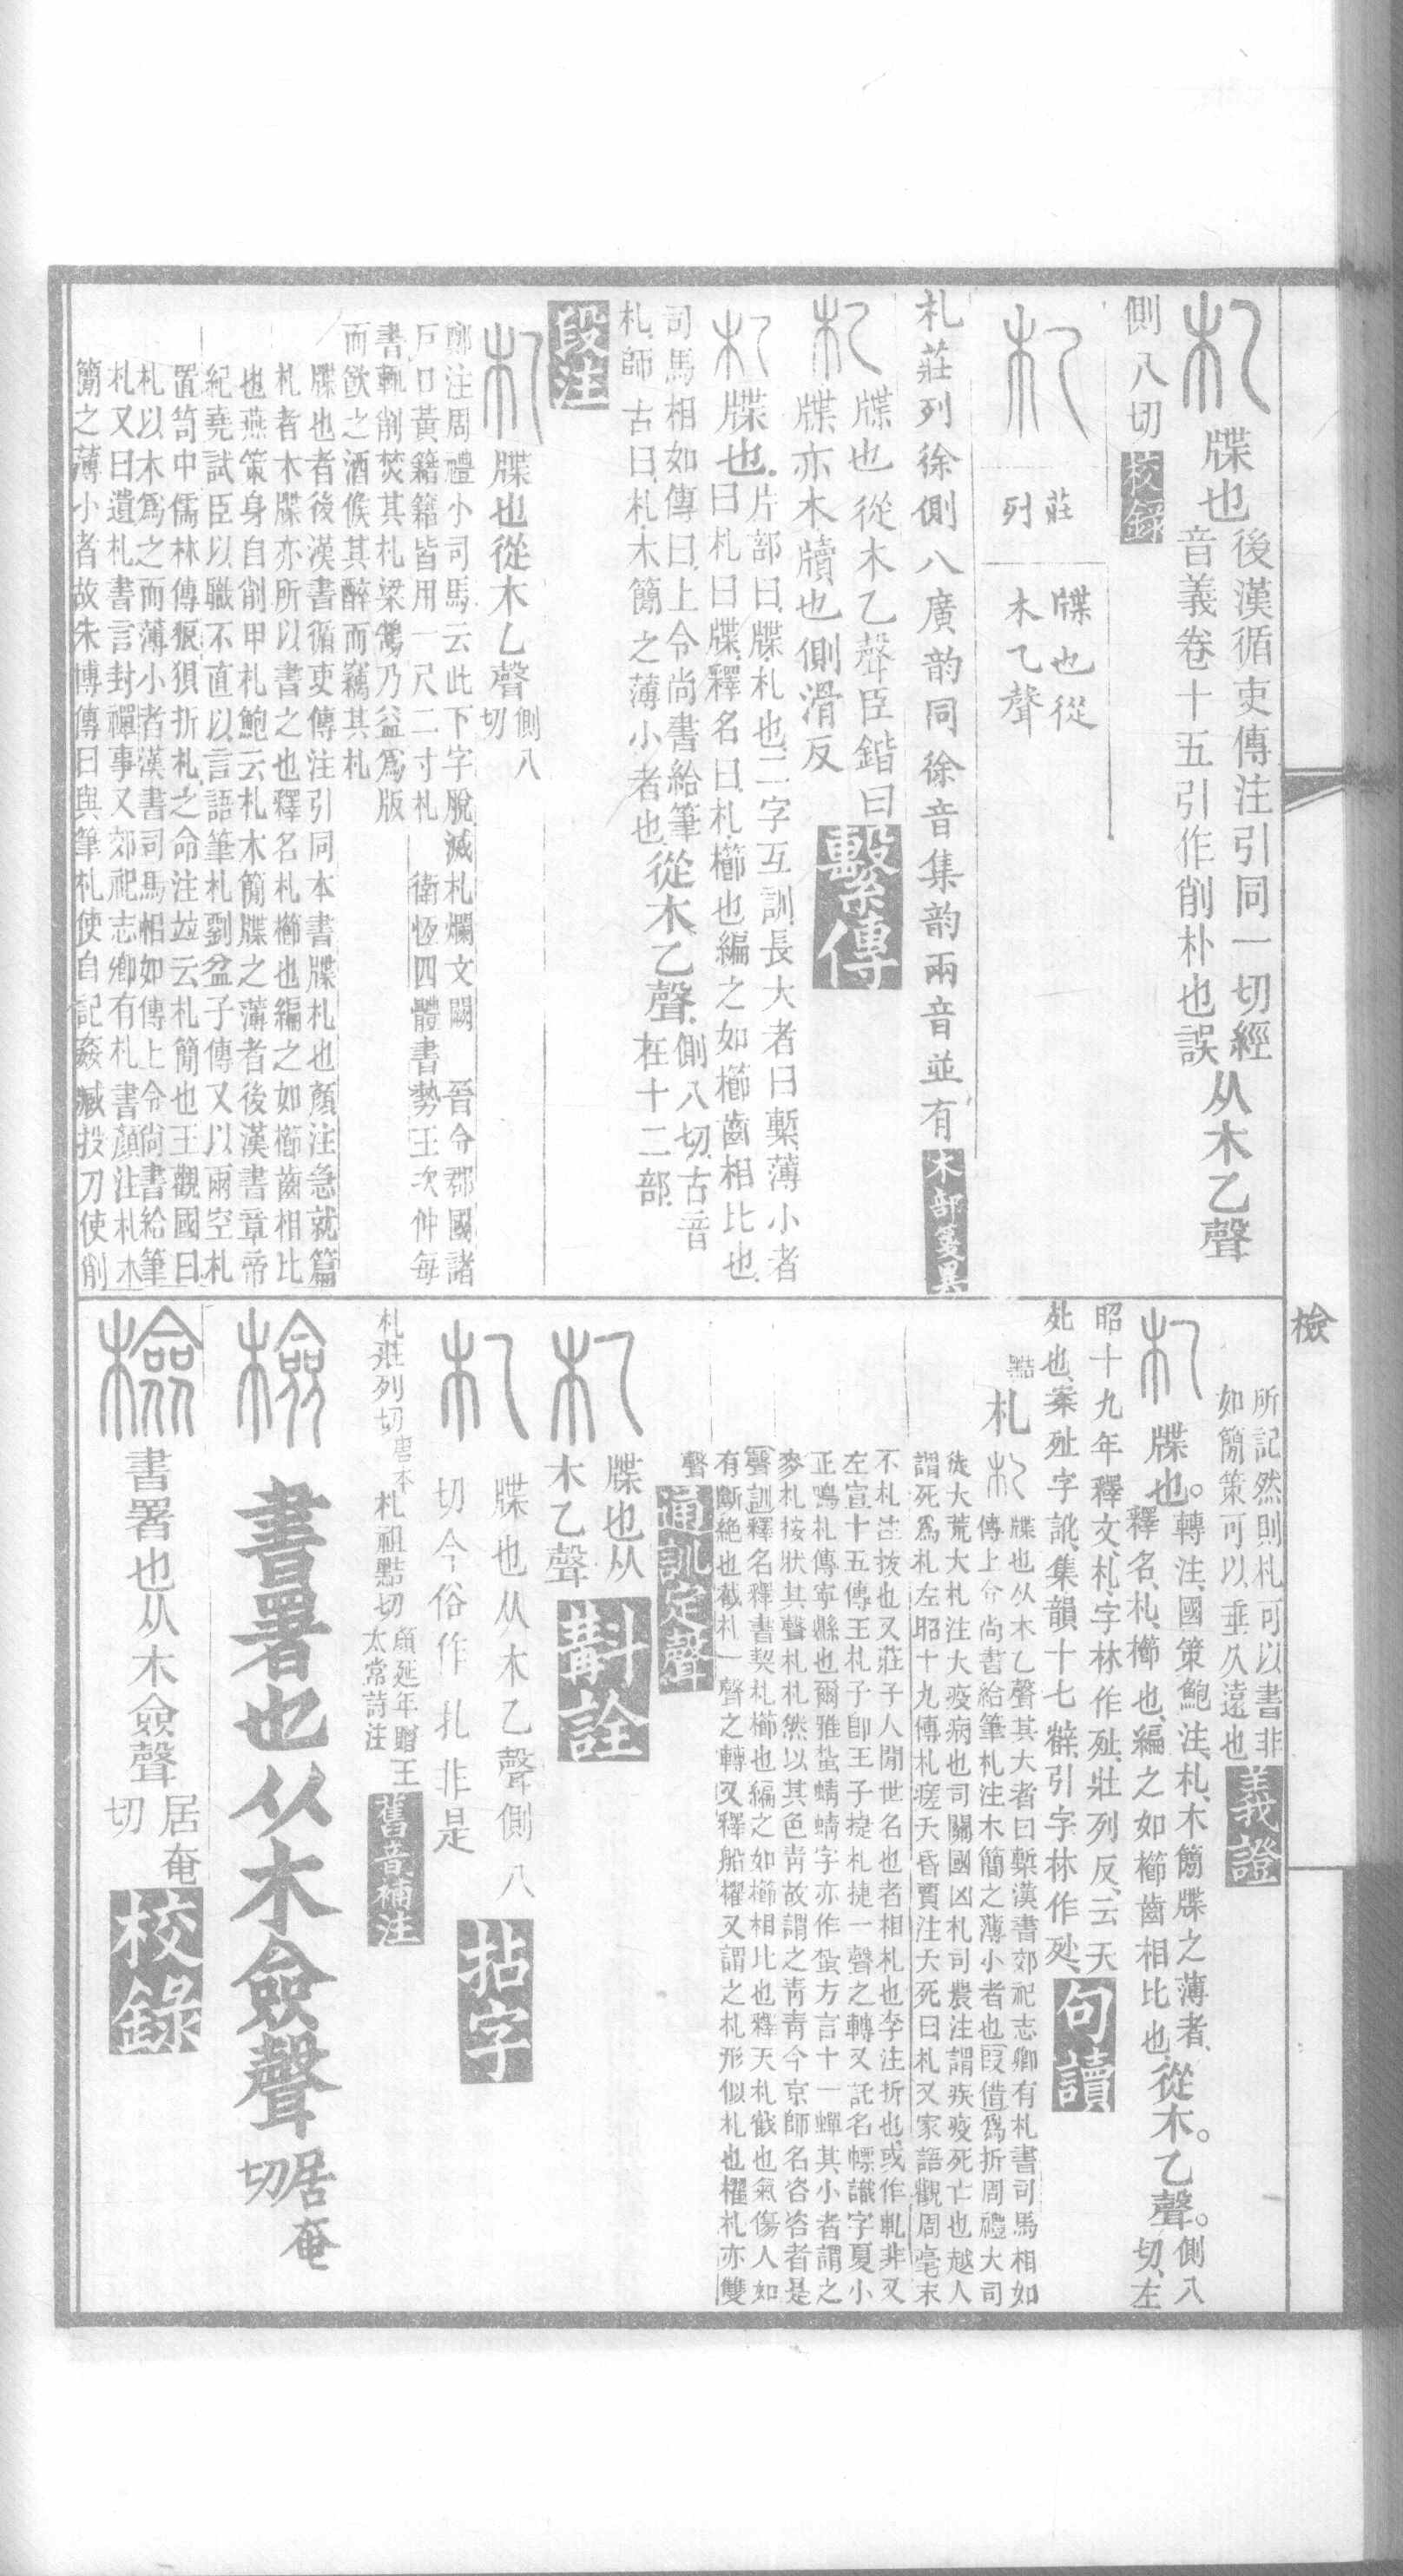 札
牒也
後漢循吏傳注引同一切經
音義卷十五引作削朴也誤
从木乙聲
側八切
校錄
札
莊
列
牒也從
木乙聲
札莊列徐側八廣韵同徐音集韵兩音並有
木部箋異
札
牒也從木乙聲臣鍇曰
牒亦木牘也側滑反
繫傳
札
牒也
片部曰牒札也二字互訓長大者曰槧薄小者
曰札曰牒釋名曰札櫛也編之如櫛齒相比也
司馬相如傳曰上令尚書給筆
札師古曰札木簡之薄小者也
從木乙聲
側八切古音
在十二部
段注
札
牒也從木乙聲
側八
切
鄭注周禮小司馬云此下字脫滅札爛文闕 晉令郡國諸
戸口黃籍籍皆用一尺二寸札 衛恆四體書勢王次仲每
書輒削焚其札梁鵠乃益爲版
而飲之酒候其醉而竊其札
牒也者後漢書循吏傳注引同本書牒札也顏注急就篇
札者木牒亦所以書之也釋名札櫛也編之如櫛齒相比
也燕策身自削甲札鮑云札木簡牒之薄者後漢書章帝
紀堯試臣以職不直以言語筆札劉盆子傳又以兩空札
置笥中儒林傳狼狽折札之命注竝云札簡也王觀國曰
札以木爲之而薄小者漢書司馬相如傳上令尚書給筆
札又曰遺札書言封禪事又郊祀志卿有札書顏注札木
簡之薄小者故朱博傳曰與筆札使自記姦臧投刀使削
檢
所記然則札可以書非
如簡策可以垂久遠也
義證
札
牒也。
轉注、國策鮑注、札、木簡牒之薄者、
釋名、札、櫛也、編之如櫛齒相比也、
從木。乙聲。
側八
切、左
昭十九年釋文、札、字林作𣧍、壯列反、云夭
死也、案𣧍字訛、集韻十七薛、引字林作𣧍、
句讀
黠
札
札
牒也从木乙聲其大者曰槧漢書郊祀志卿有札書司馬相如
傳上令尚書給筆札注木簡之薄小者也叚借爲折周禮大司
徒大荒大札注大疫病也司關國凶札司農注謂疾疫死亡也越人
謂死爲札左昭十九傳札瘥夭昏賈注夭死曰札又家語觀周毫末
不札注拔也又莊子人閒世名也者相札也李注折也或作軋非又
左宣十五傳王札子卽王子捷札捷一聲之轉又託名幖識字夏小
正鳴札傳寧縣也爾雅蚻蜻蜻字亦作蚻方言十一蟬其小者謂之
麥札按狀其聲札札然以其色青故謂之青青今京師名咨咨者是
聲訓釋名釋書契札櫛也編之如櫛相比也釋天札截也氣傷人如
有斷絶也截札一聲之轉又釋船櫂又謂之札形似札也櫂札亦雙
聲
通訓定聲
札
牒也从
木乙聲
斠詮
札
牒也从木乙聲側八
切今俗作扎非是
拈字
札莊列切
唐本
札祖黠切
顏延年贈王
太常詩注
舊音補注
檢
書署也从木僉聲
居奄
切
檢
書署也从木僉聲
居奄
切
校錄